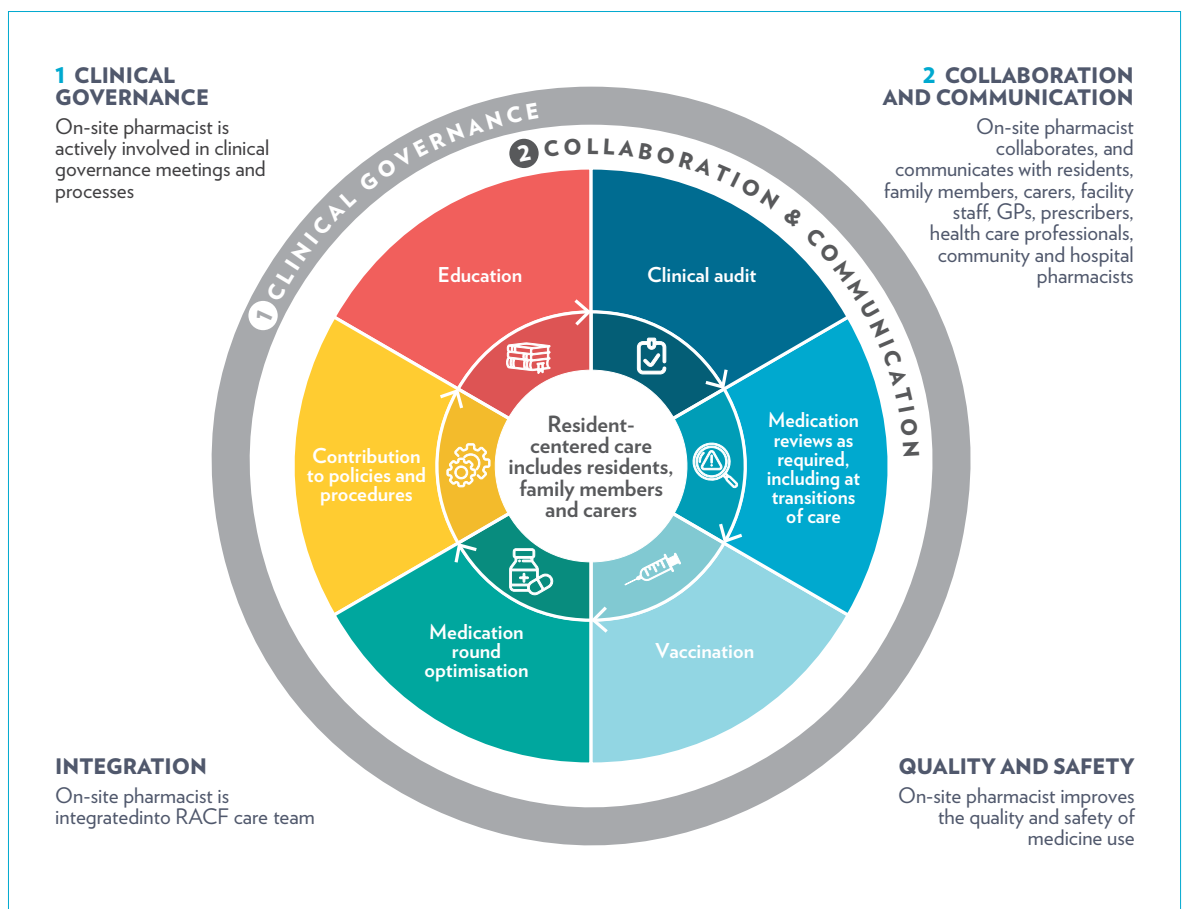 1 CLINICAL
GOVERNANCE
On-site pharmacist is
actively involved in clinical
governance meetings and
processes
2 COLLABORATION
AND COMMUNICATION
On-site pharmacist
collaborates, and
communicates with residents,
family members, carers, facility
staff, GPs, prescribers,
health care professionals,
community and hospital
pharmacists
1 CLINICAL GOVERNANCE
2 COLLABORATION & COMMUNICATION
Education
Clinical audit
Medication
reviews as
required,
including at
transitions
of care
Vaccination
Medication
round
optimisation
Contribution
to policies and
procedures
Resident-
centered care
includes residents,
family members
and carers
INTEGRATION
On-site pharmacist is
integratedinto RACF care team
QUALITY AND SAFETY
On-site pharmacist improves
the quality and safety of
medicine use